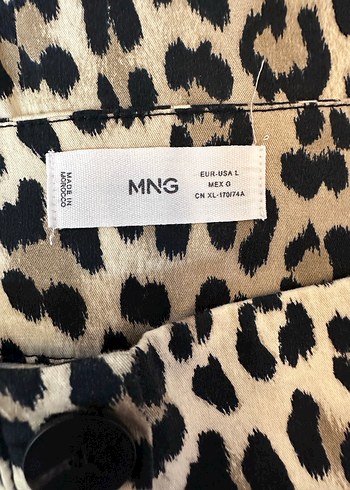 MADE IN
MOROCCO
MNG
EUR-USA L
MEX G
CN XL-170/74A